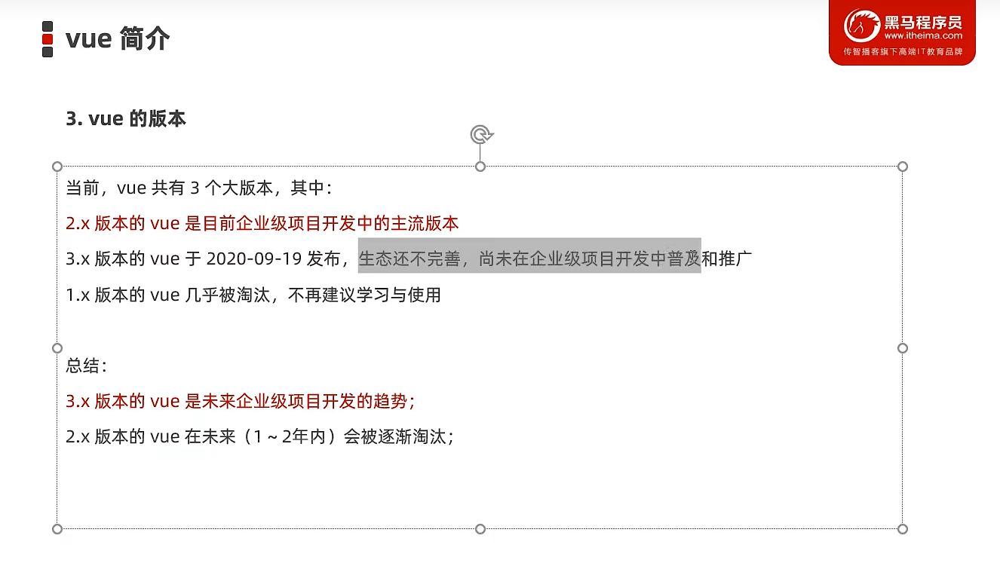 vue 简介
黑马程序员
www.itheima.com
传智播客旗下高端IT教育品牌
3. vue 的版本
当前，vue 共有 3 个大版本，其中：
2.x 版本的 vue 是目前企业级项目开发中的主流版本
3.x 版本的 vue 于 2020-09-19 发布，生态还不完善，尚未在企业级项目开发中普及和推广
1.x 版本的 vue 几乎被淘汰，不再建议学习与使用
总结：
3.x 版本的 vue 是未来企业级项目开发的趋势；
2.x 版本的 vue 在未来（1 ~ 2年内）会被逐渐淘汰；